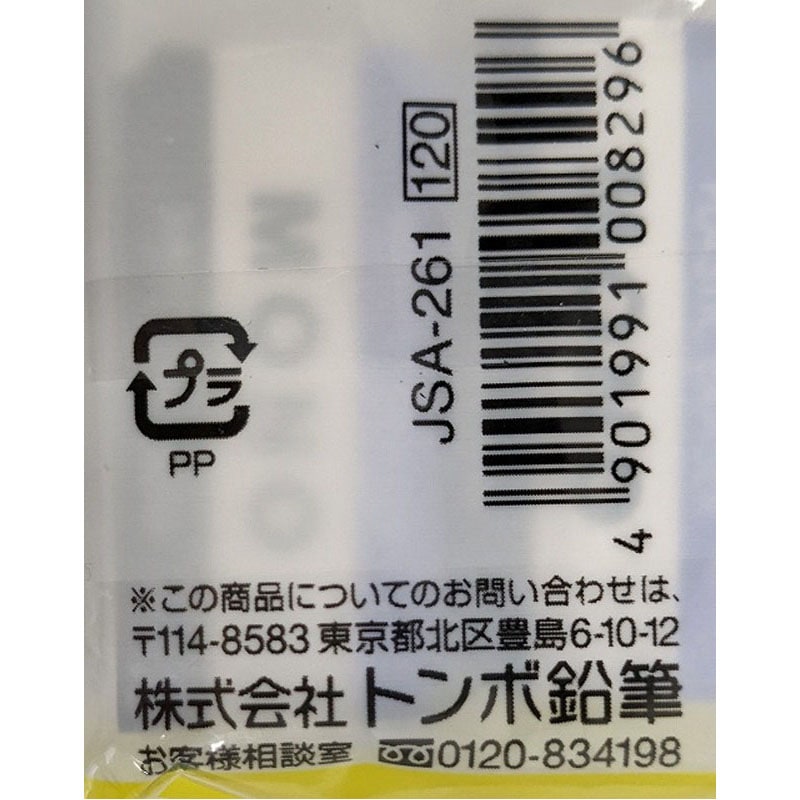 4 901991 008296
JSA-261 120
MONO
プラ
PP
※この商品についてのお問い合わせは、
〒114-8583 東京都北区豊島6-10-12
株式会社トンボ鉛筆
お客様相談室 0120-834198